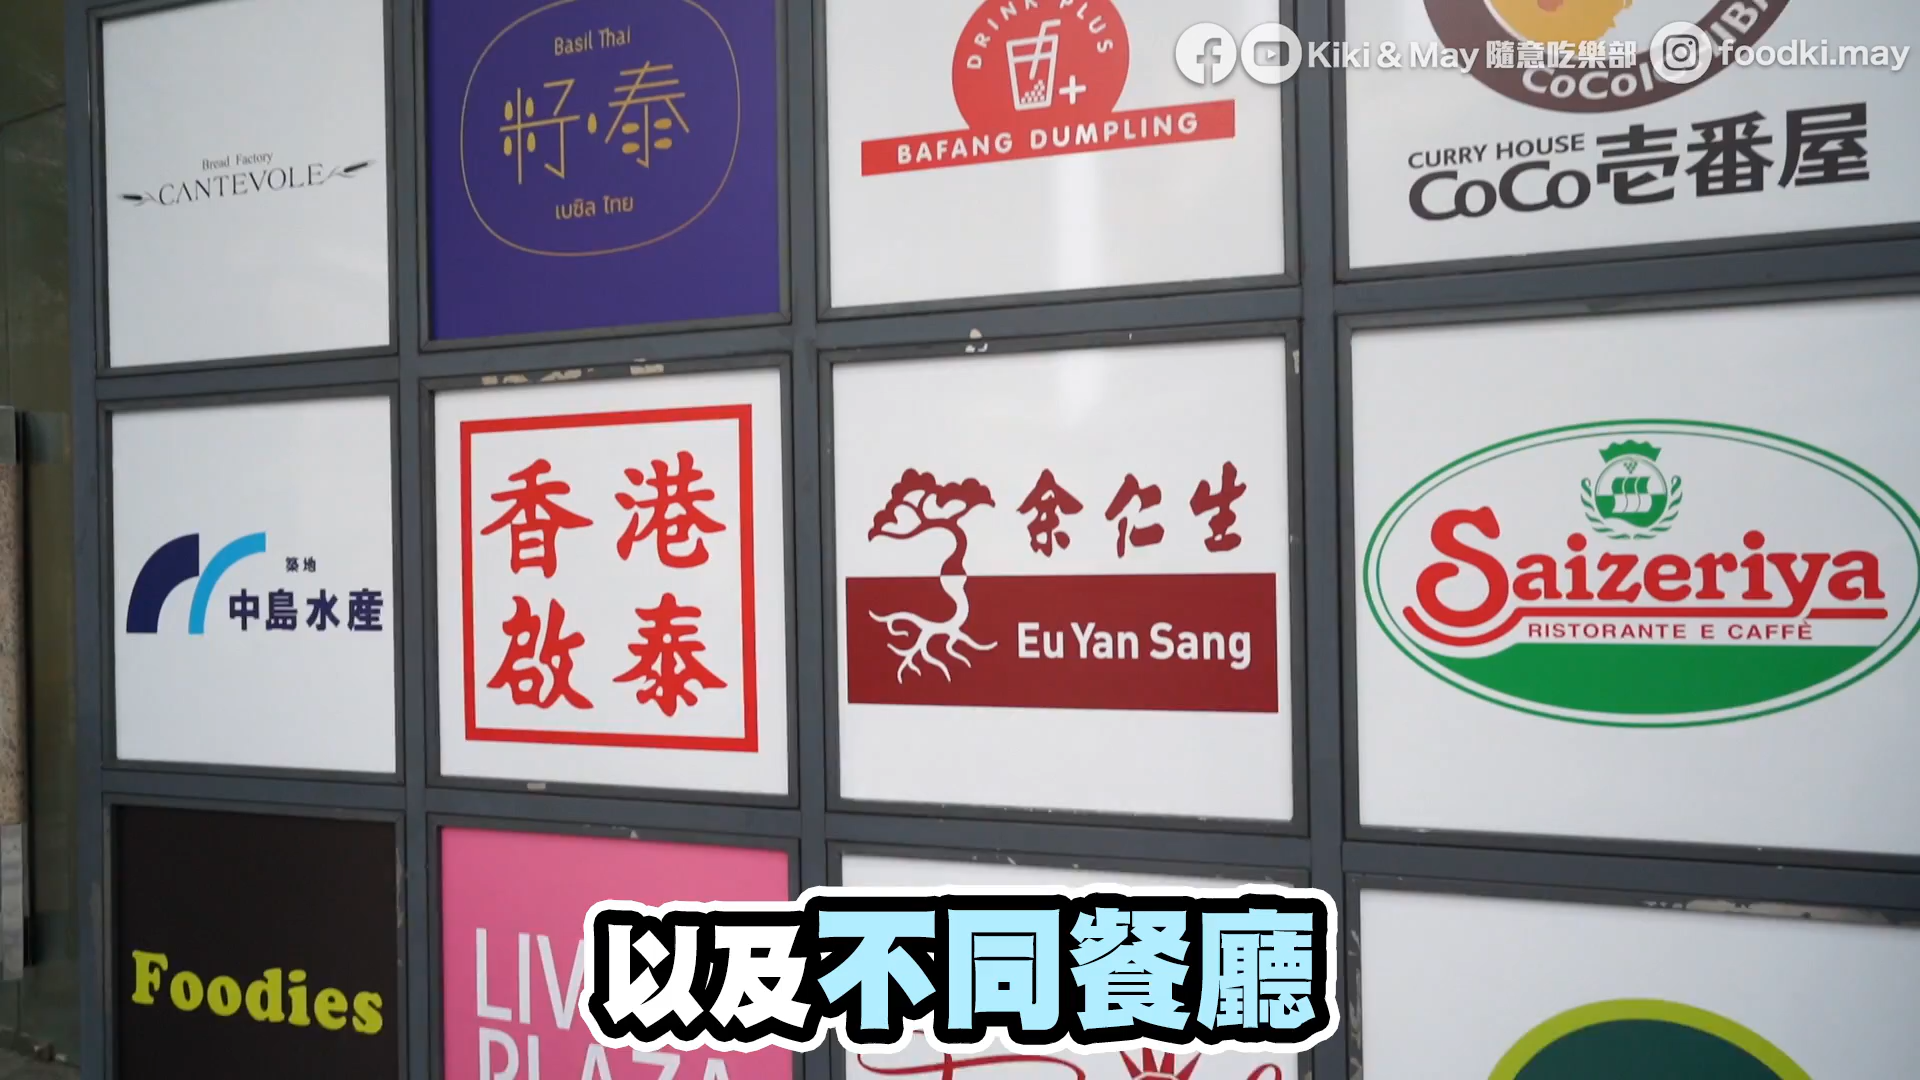 Kiki & May 隨意吃樂部
foodki.may
Bread Factory
CANTEVOLE
Basil Thai
籽·泰
เบซิล ไทย
DRINK PLUS
BAFANG DUMPLING
CURRY HOUSE
CoCo壱番屋
築地
中島水産
香港
啟泰
余仁生
Eu Yan Sang
Saizeriya
RISTORANTE E CAFFÈ
Foodies
PLAZA
以及不同餐廳